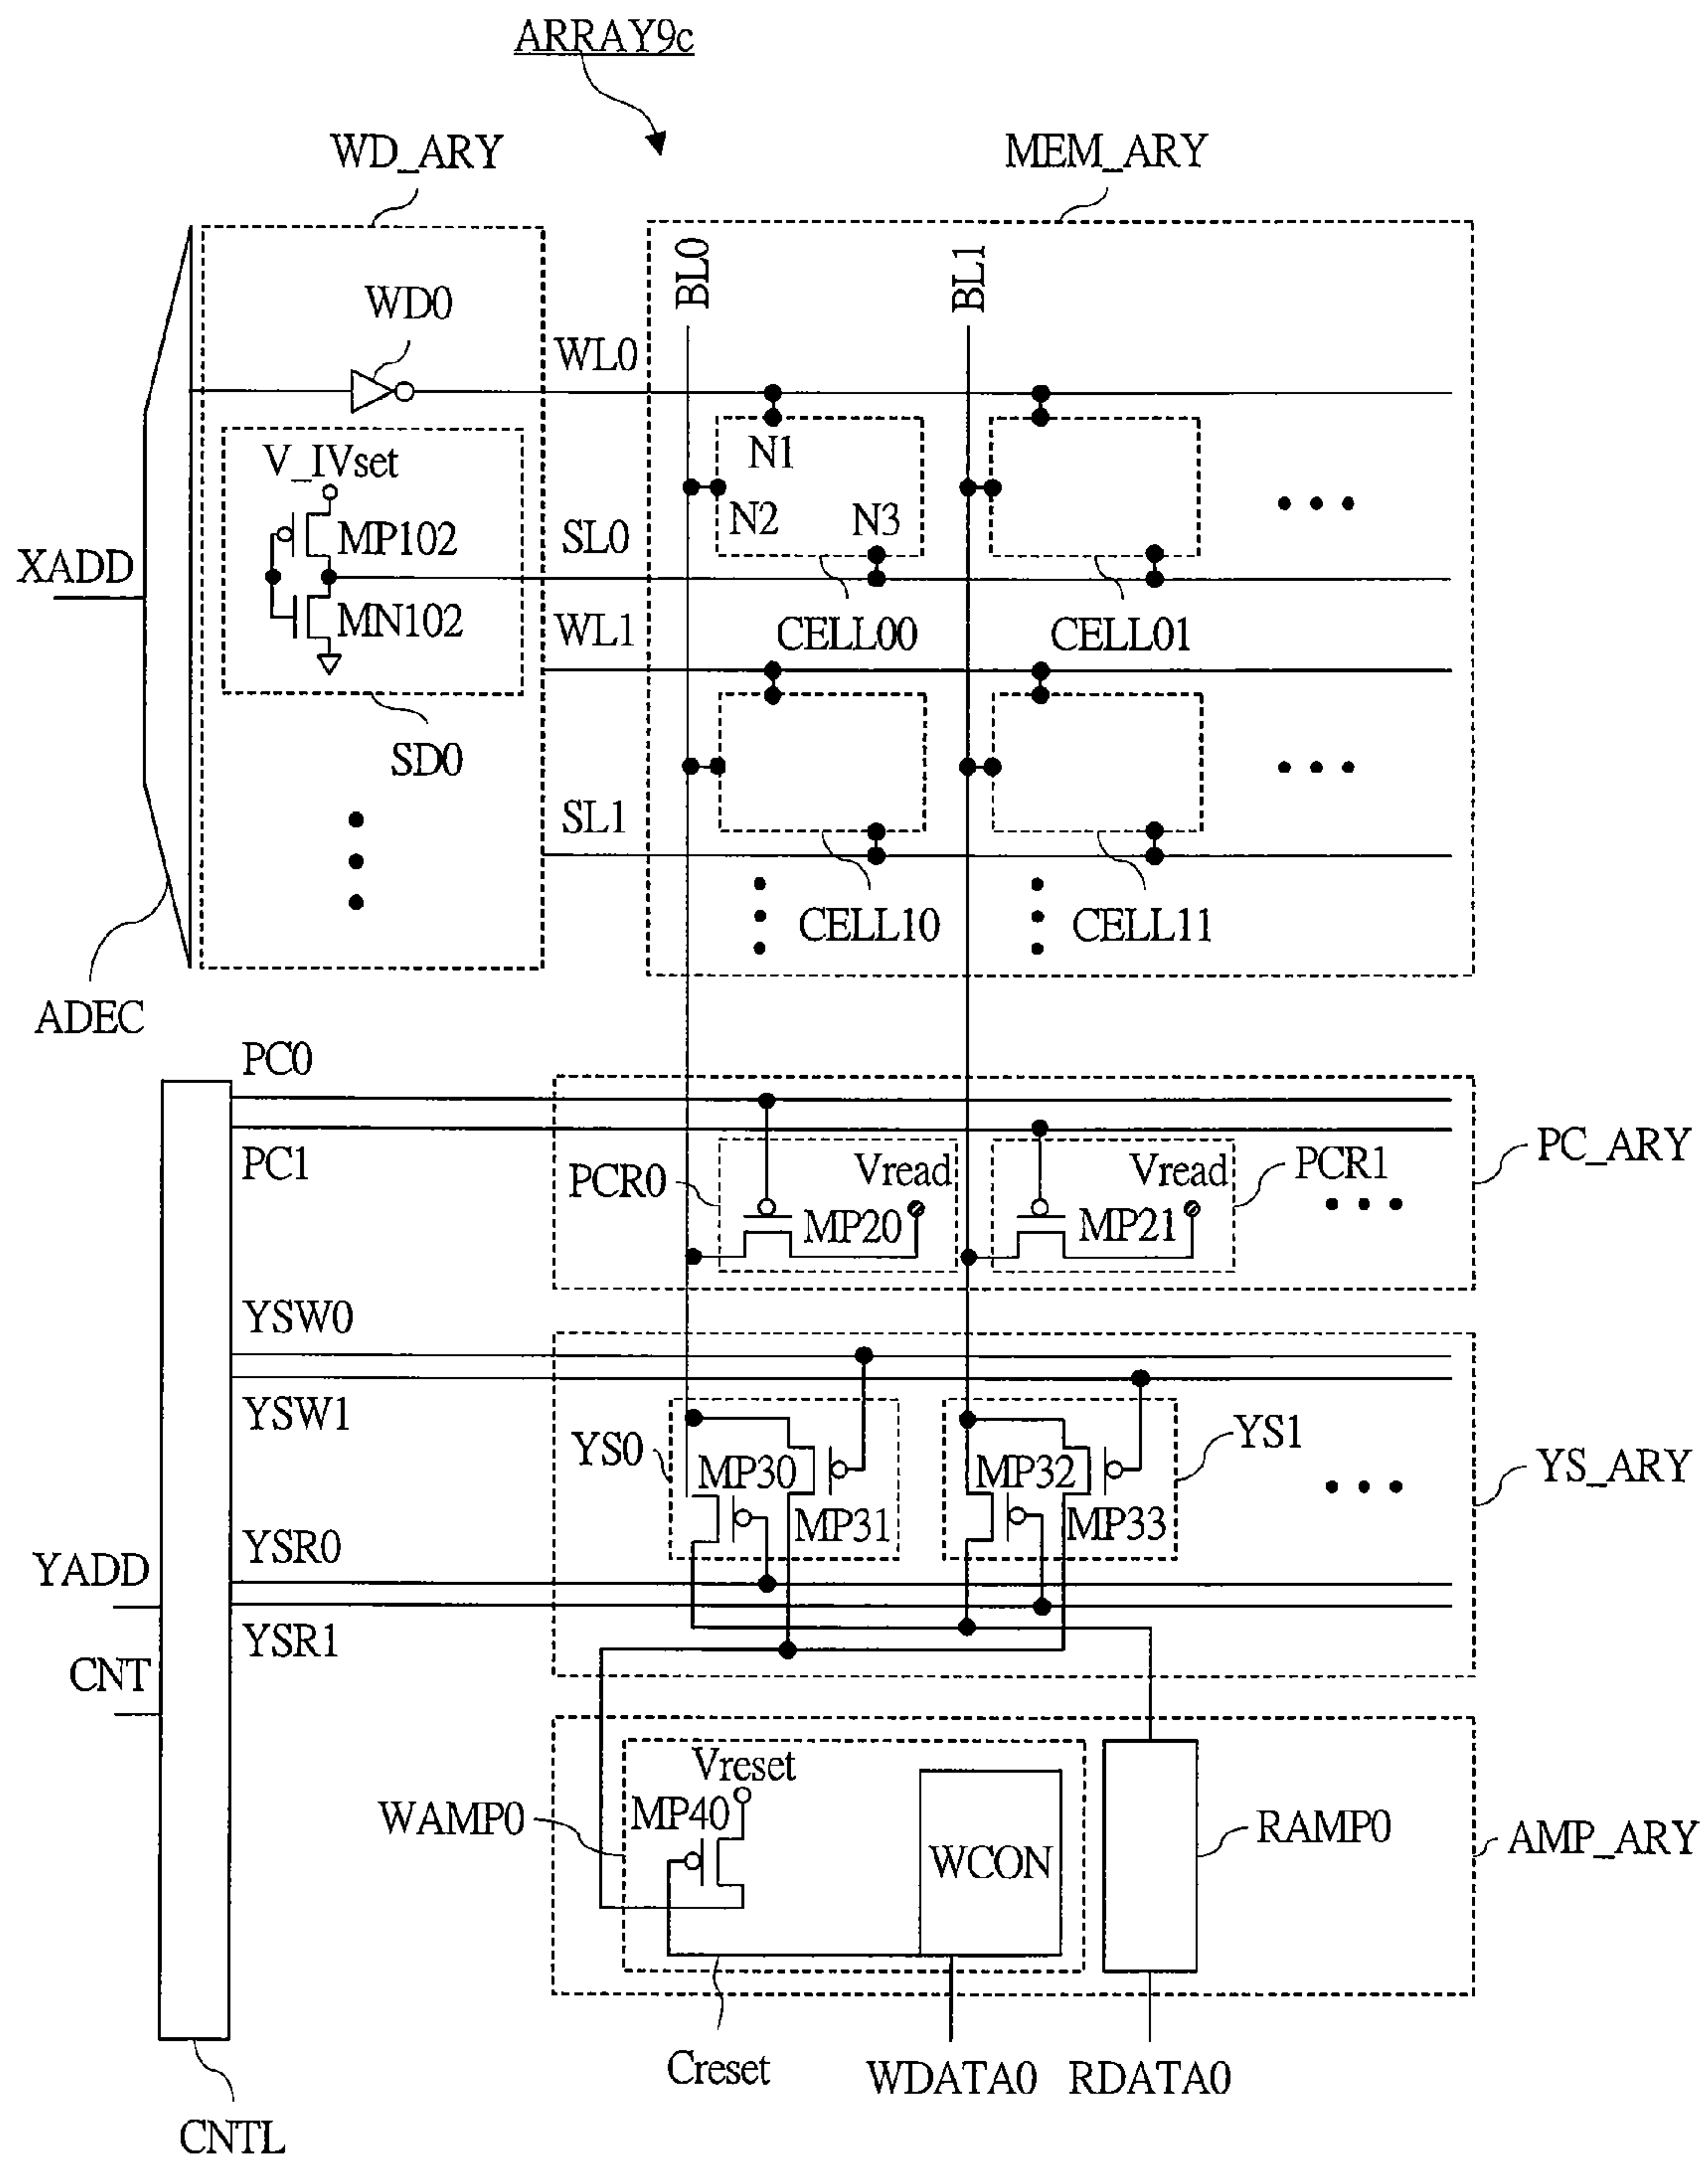 ARRAY9c
WD_ARY
MEM_ARY
BL0
BL1
WD0
WL0
V_IVset
N1
N2
N3
MP102
SL0
XADD
MN102
WL1
CELL00
CELL01
SD0
SL1
CELL10
CELL11
ADEC
PC0
PC1
PC_ARY
PCR0
Vread
Vread
PCR1
MP20
MP21
YSW0
YSW1
YS0
MP30
MP32
YS1
YS_ARY
MP31
MP33
YSR0
YADD
YSR1
CNT
Vreset
WAMP0
MP40
WCON
RAMP0
AMP_ARY
Creset
WDATA0
RDATA0
CNTL